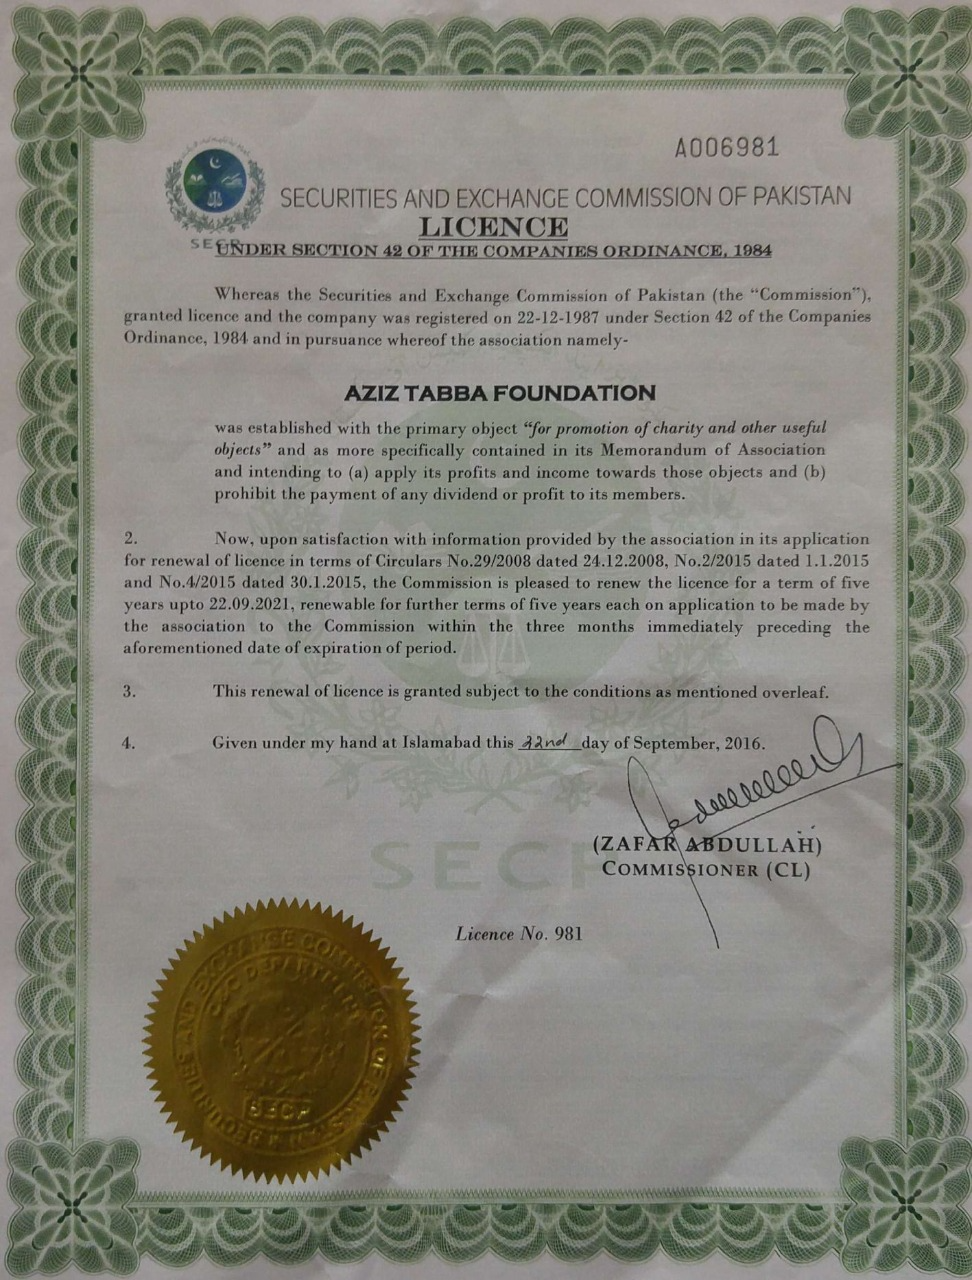 A006981
SECURITIES AND EXCHANGE COMMISSION OF PAKISTAN
LICENCE
SECP
UNDER SECTION 42 OF THE COMPANIES ORDINANCE, 1984
Whereas the Securities and Exchange Commission of Pakistan (the “Commission”),
granted licence and the company was registered on 22-12-1987 under Section 42 of the Companies
Ordinance, 1984 and in pursuance whereof the association namely-
AZIZ TABBA FOUNDATION
was established with the primary object “for promotion of charity and other useful
objects” and as more specifically contained in its Memorandum of Association
and intending to (a) apply its profits and income towards those objects and (b)
prohibit the payment of any dividend or profit to its members.
2. Now, upon satisfaction with information provided by the association in its application
for renewal of licence in terms of Circulars No.29/2008 dated 24.12.2008, No.2/2015 dated 1.1.2015
and No.4/2015 dated 30.1.2015, the Commission is pleased to renew the licence for a term of five
years upto 22.09.2021, renewable for further terms of five years each on application to be made by
the association to the Commission within the three months immediately preceding the
aforementioned date of expiration of period.
3. This renewal of licence is granted subject to the conditions as mentioned overleaf.
4. Given under my hand at Islamabad this 22nd day of September, 2016.
(ZAFAR ABDULLAH)
COMMISSIONER (CL)
SECP
Licence No. 981
SECURITIES AND EXCHANGE COMMISSION OF PAKISTAN
DEPARTMENT
SECP